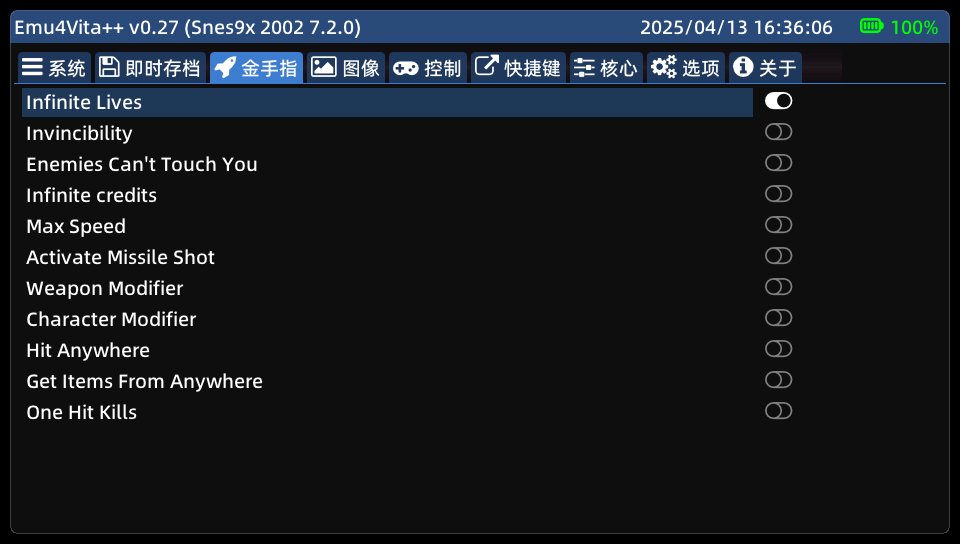 Emu4Vita++ v0.27 (Snes9x 2002 7.2.0) 2025/04/13 16:36:06 100%
系统 即时存档 金手指 图像 控制 快捷键 核心 选项 关于
Infinite Lives
Invincibility
Enemies Can't Touch You
Infinite credits
Max Speed
Activate Missile Shot
Weapon Modifier
Character Modifier
Hit Anywhere
Get Items From Anywhere
One Hit Kills